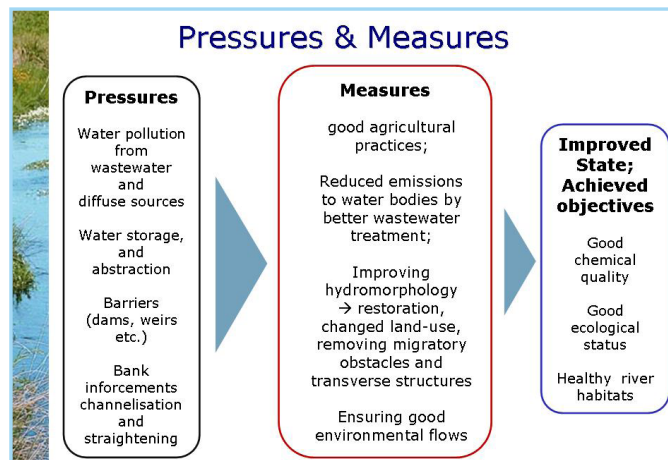 Pressures & Measures
Pressures
Water pollution
from
wastewater
and
diffuse sources
Water storage,
and
abstraction
Barriers
(dams, weirs
etc.)
Bank
inforcements
channelisation
and
straightening
Measures
good agricultural
practices;
Reduced emissions
to water bodies by
better wastewater
treatment;
Improving
hydromorphology
→ restoration,
changed land-use,
removing migratory
obstacles and
transverse structures
Ensuring good
environmental flows
Improved
State;
Achieved
objectives
Good
chemical
quality
Good
ecological
status
Healthy river
habitats